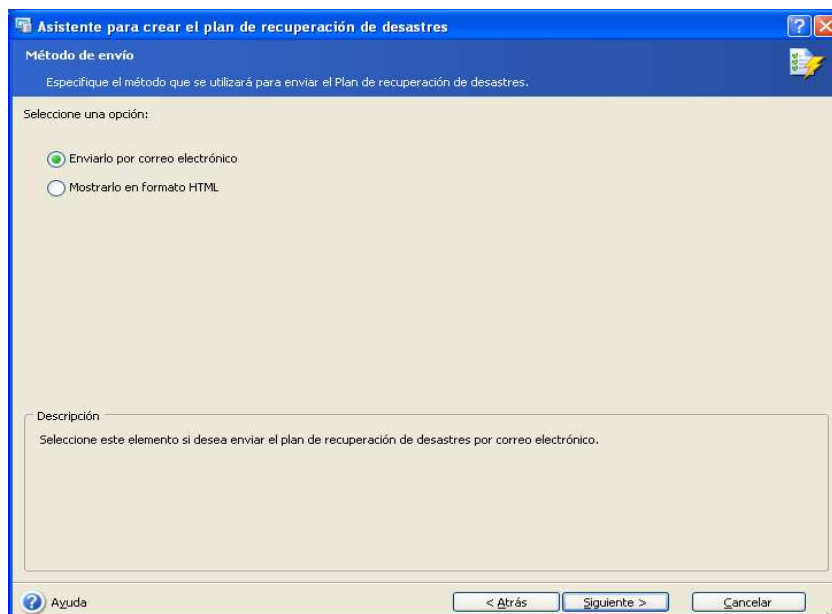 Asistente para crear el plan de recuperación de desastres
Método de envío
Especifique el método que se utilizará para enviar el Plan de recuperación de desastres.
Seleccione una opción:
Enviarlo por correo electrónico
Mostrarlo en formato HTML
Descripción
Seleccione este elemento si desea enviar el plan de recuperación de desastres por correo electrónico.
Ayuda
< Atrás
Siguiente >
Cancelar